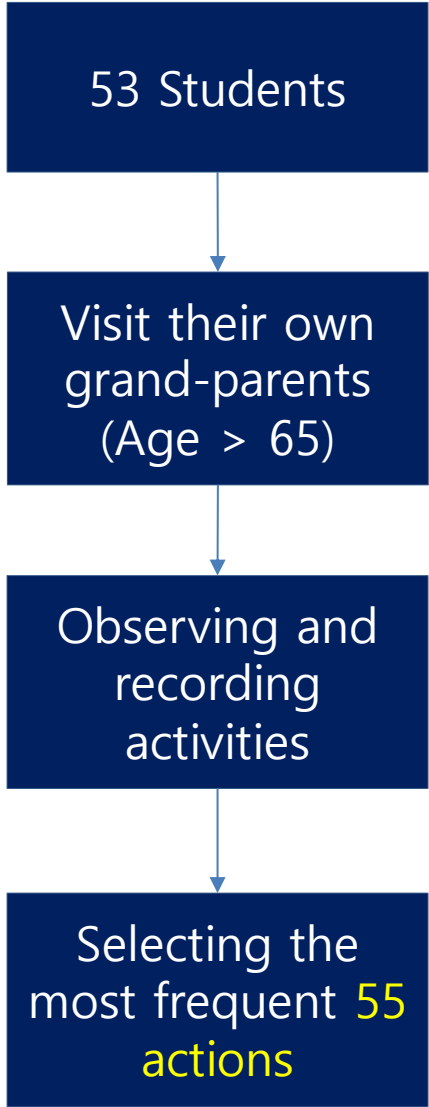 53 Students
Visit their own
grand-parents
(Age > 65)
Observing and
recording
activities
Selecting the
most frequent 55
actions